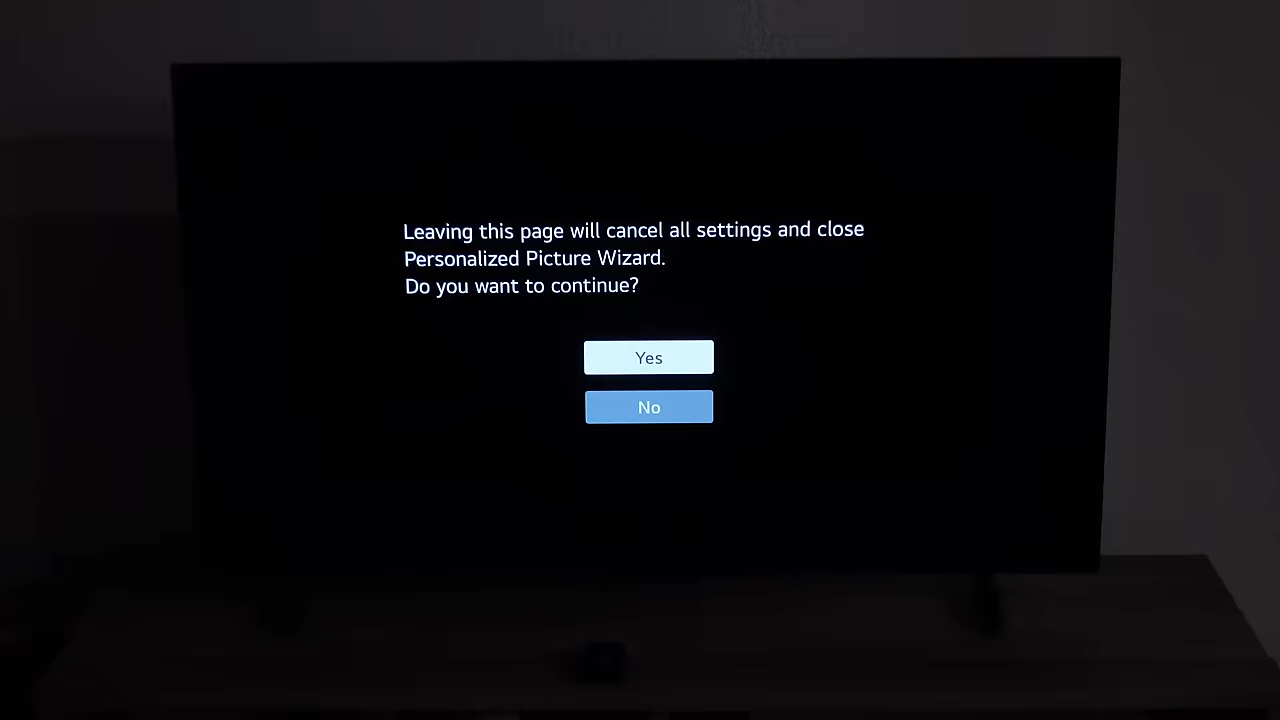 Leaving this page will cancel all settings and close
Personalized Picture Wizard.
Do you want to continue?
Yes
No